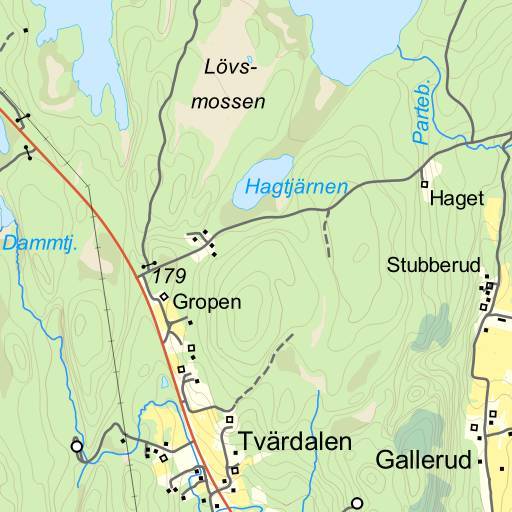 Lövs-
mossen
Parteb.
Hagtjärnen
Haget
Dammtj.
Stubberud
179
Gropen
Tvärdalen
Gallerud